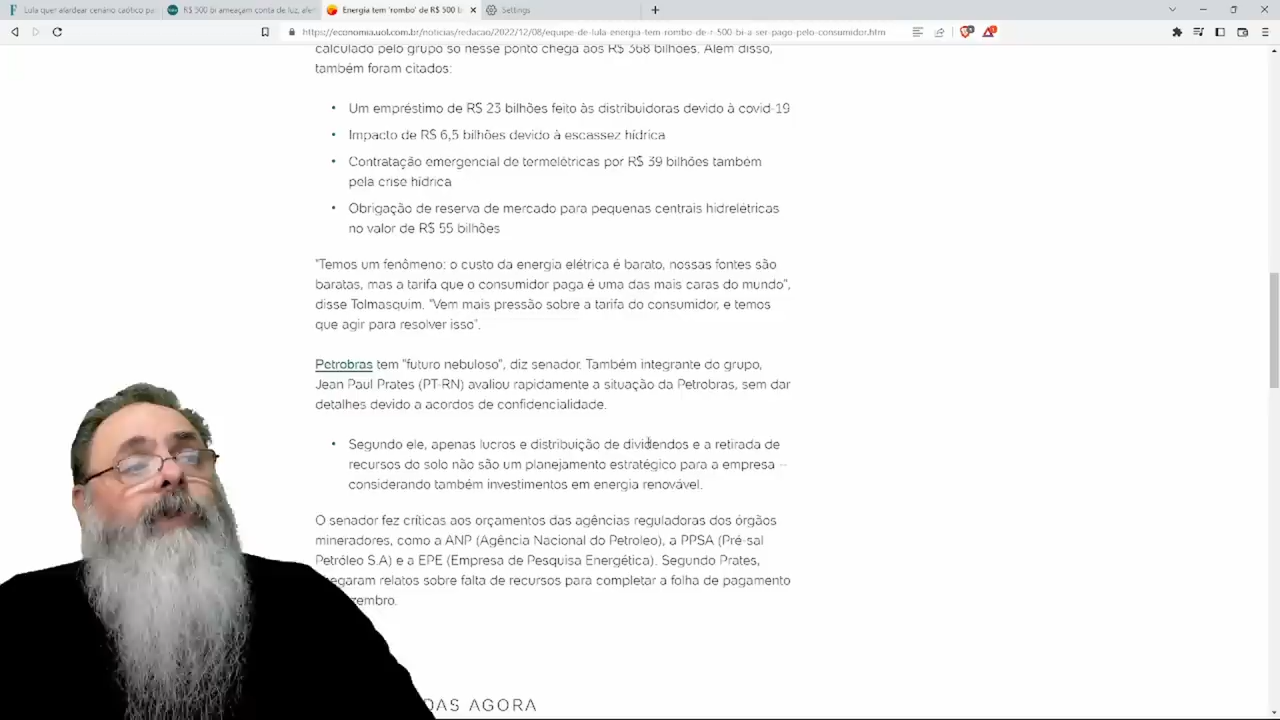 Lula quer alardear cenário caótico par
R$ 500 bi ameaçam conta de luz, aler
Energia tem 'rombo' de R$ 500 b
Settings
https://economia.uol.com.br/noticias/redacao/2022/12/08/equipe-de-lula-energia-tem-rombo-de-r-500-bi-a-ser-pago-pelo-consumidor.htm
calculado pelo grupo só nesse ponto chega aos R$ 368 bilhões. Além disso,
também foram citados:
• Um empréstimo de R$ 23 bilhões feito às distribuidoras devido à covid-19
• Impacto de R$ 6,5 bilhões devido à escassez hídrica
• Contratação emergencial de termelétricas por R$ 39 bilhões também
pela crise hídrica
• Obrigação de reserva de mercado para pequenas centrais hidrelétricas
no valor de R$ 55 bilhões
"Temos um fenômeno: o custo da energia elétrica é barato, nossas fontes são
baratas, mas a tarifa que o consumidor paga é uma das mais caras do mundo",
disse Tolmasquim. "Vem mais pressão sobre a tarifa do consumidor, e temos
que agir para resolver isso".
Petrobras tem "futuro nebuloso", diz senador. Também integrante do grupo,
Jean Paul Prates (PT-RN) avaliou rapidamente a situação da Petrobras, sem dar
detalhes devido a acordos de confidencialidade.
• Segundo ele, apenas lucros e distribuição de dividendos e a retirada de
recursos do solo não são um planejamento estratégico para a empresa --
considerando também investimentos em energia renovável.
O senador fez críticas aos orçamentos das agências reguladoras dos órgãos
mineradores, como a ANP (Agência Nacional do Petróleo), a PPSA (Pré-sal
Petróleo S.A) e a EPE (Empresa de Pesquisa Energética). Segundo Prates,
egaram relatos sobre falta de recursos para completar a folha de pagamento
zembro.
DAS AGORA